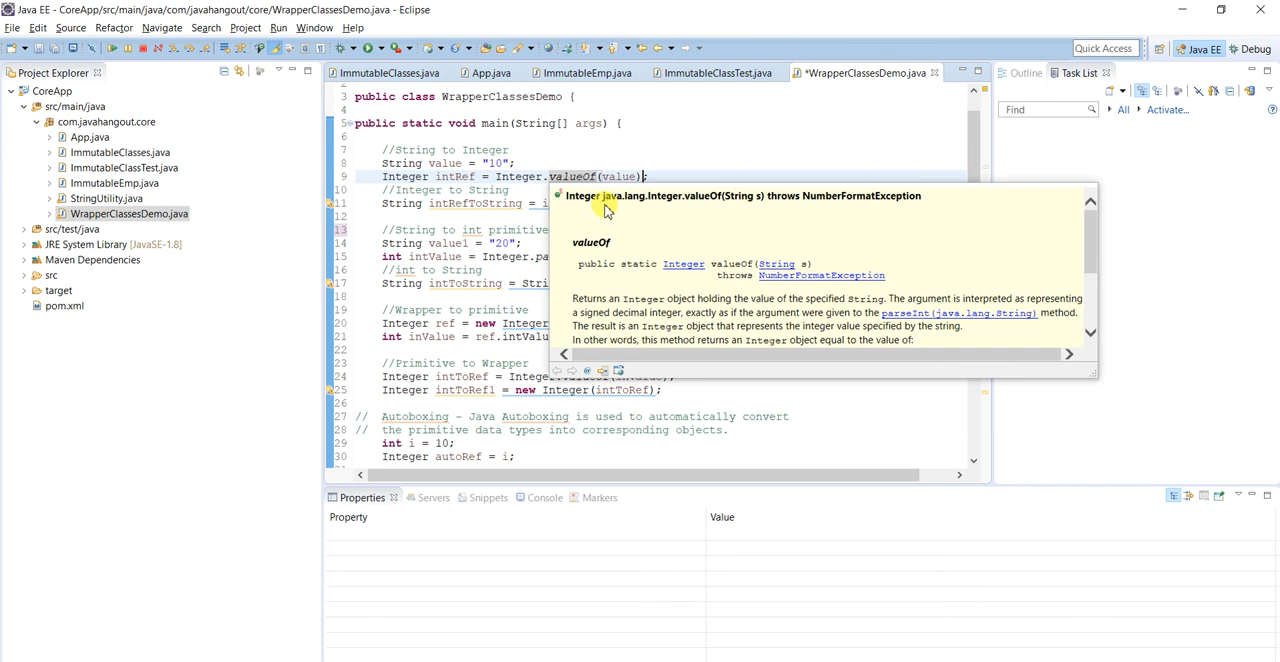 Java EE - CoreApp/src/main/java/com/javahangout/core/WrapperClassesDemo.java - Eclipse
File Edit Source Refactor Navigate Search Project Run Window Help
Quick Access Java EE Debug
Project Explorer
CoreApp
src/main/java
com.javahangout.core
App.java
ImmutableClasses.java
ImmutableClassTest.java
ImmutableEmp.java
StringUtility.java
WrapperClassesDemo.java
src/test/java
JRE System Library [JavaSE-1.8]
Maven Dependencies
src
target
pom.xml
ImmutableClasses.java App.java ImmutableEmp.java ImmutableClassTest.java *WrapperClassesDemo.java
3 public class WrapperClassesDemo {
4
5 public static void main(String[] args) {
6
7 //String to Integer
8 String value = "10";
9 Integer intRef = Integer.valueOf(value);
10 //Integer to String
11 String intRefToString = i
12
13 //String to int primitive
14 String value1 = "20";
15 int intValue = Integer.pa
16 //int to String
17 String intToString = Stri
18
19 //Wrapper to primitive
20 Integer ref = new Integer
21 int inValue = ref.intValu
22
23 //Primitive to Wrapper
24 Integer intToRef = Integer.valueOf(inValue);
25 Integer intToRef1 = new Integer(intToRef);
26
27 // Autoboxing - Java Autoboxing is used to automatically convert
28 // the primitive data types into corresponding objects.
29 int i = 10;
30 Integer autoRef = i;
Integer java.lang.Integer.valueOf(String s) throws NumberFormatException
valueOf
public static Integer valueOf(String s)
throws NumberFormatException
Returns an Integer object holding the value of the specified String. The argument is interpreted as representing
a signed decimal integer, exactly as if the argument were given to the parseInt(java.lang.String) method.
The result is an Integer object that represents the integer value specified by the string.
In other words, this method returns an Integer object equal to the value of:
Outline Task List
Find All Activate...
Properties Servers Snippets Console Markers
Property Value